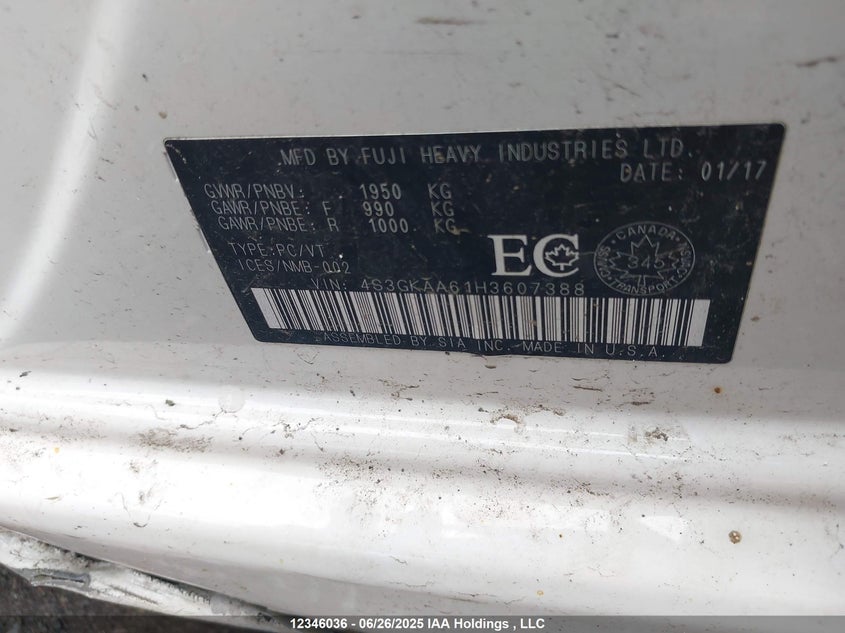 MFD BY FUJI HEAVY INDUSTRIES LTD.
DATE: 01/17
GVWR/PNBV: 1950 KG
GAWR/PNBE: F 990 KG
GAWR/PNBE: R 1000 KG
TYPE:PC/VT
ICES/NMB-002
EC
CANADA
345
TRANSPORT
VIN: 4S3GKAA61H3607388
ASSEMBLED BY SIA INC. MADE IN U.S.A.
12346036 - 06/26/2025 IAA Holdings , LLC